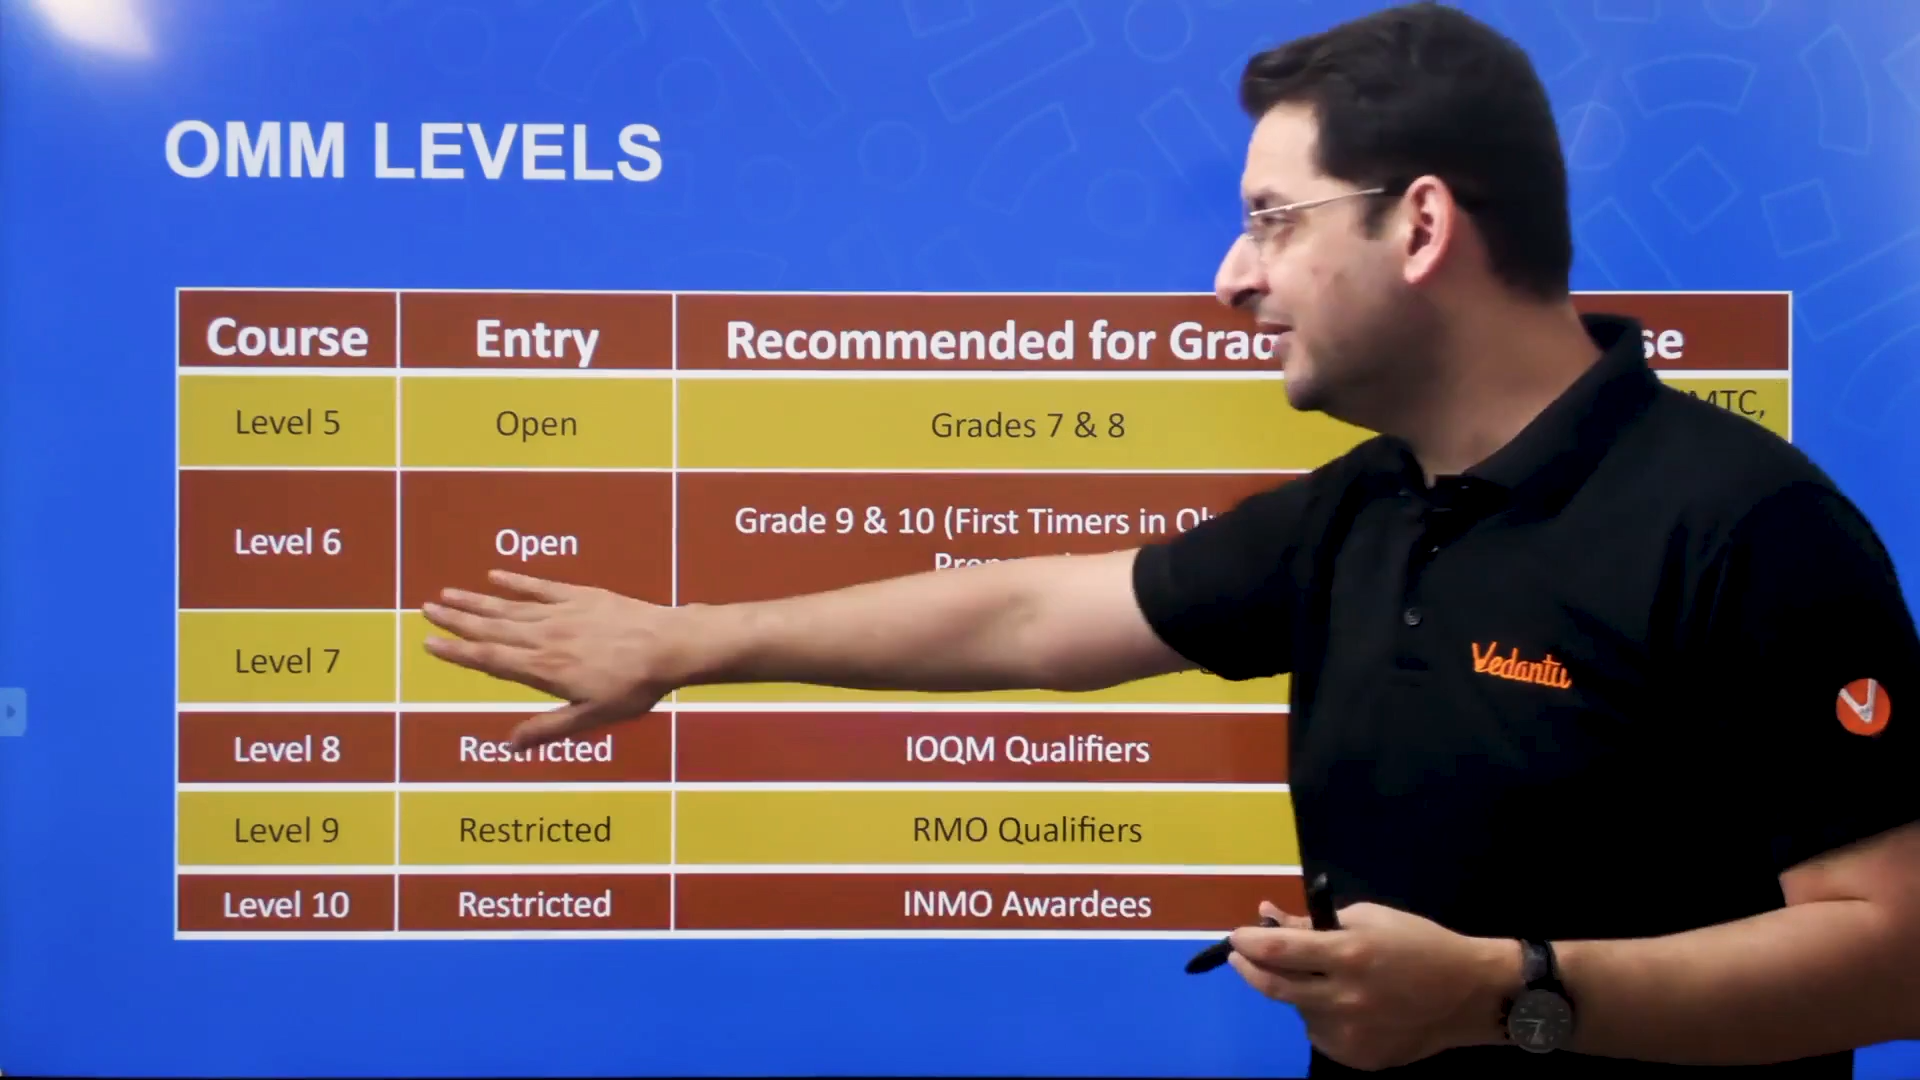 OMM LEVELS
Course Entry Recommended for
Level 5 Open Grades 7 & 8 MTC,
Level 6 Open Grade 9 & 10 (First Timers in
Level 7
Level 8 Restricted IOQM Qualifiers
Level 9 Restricted RMO Qualifiers
Level 10 Restricted INMO Awardees
Vedantu